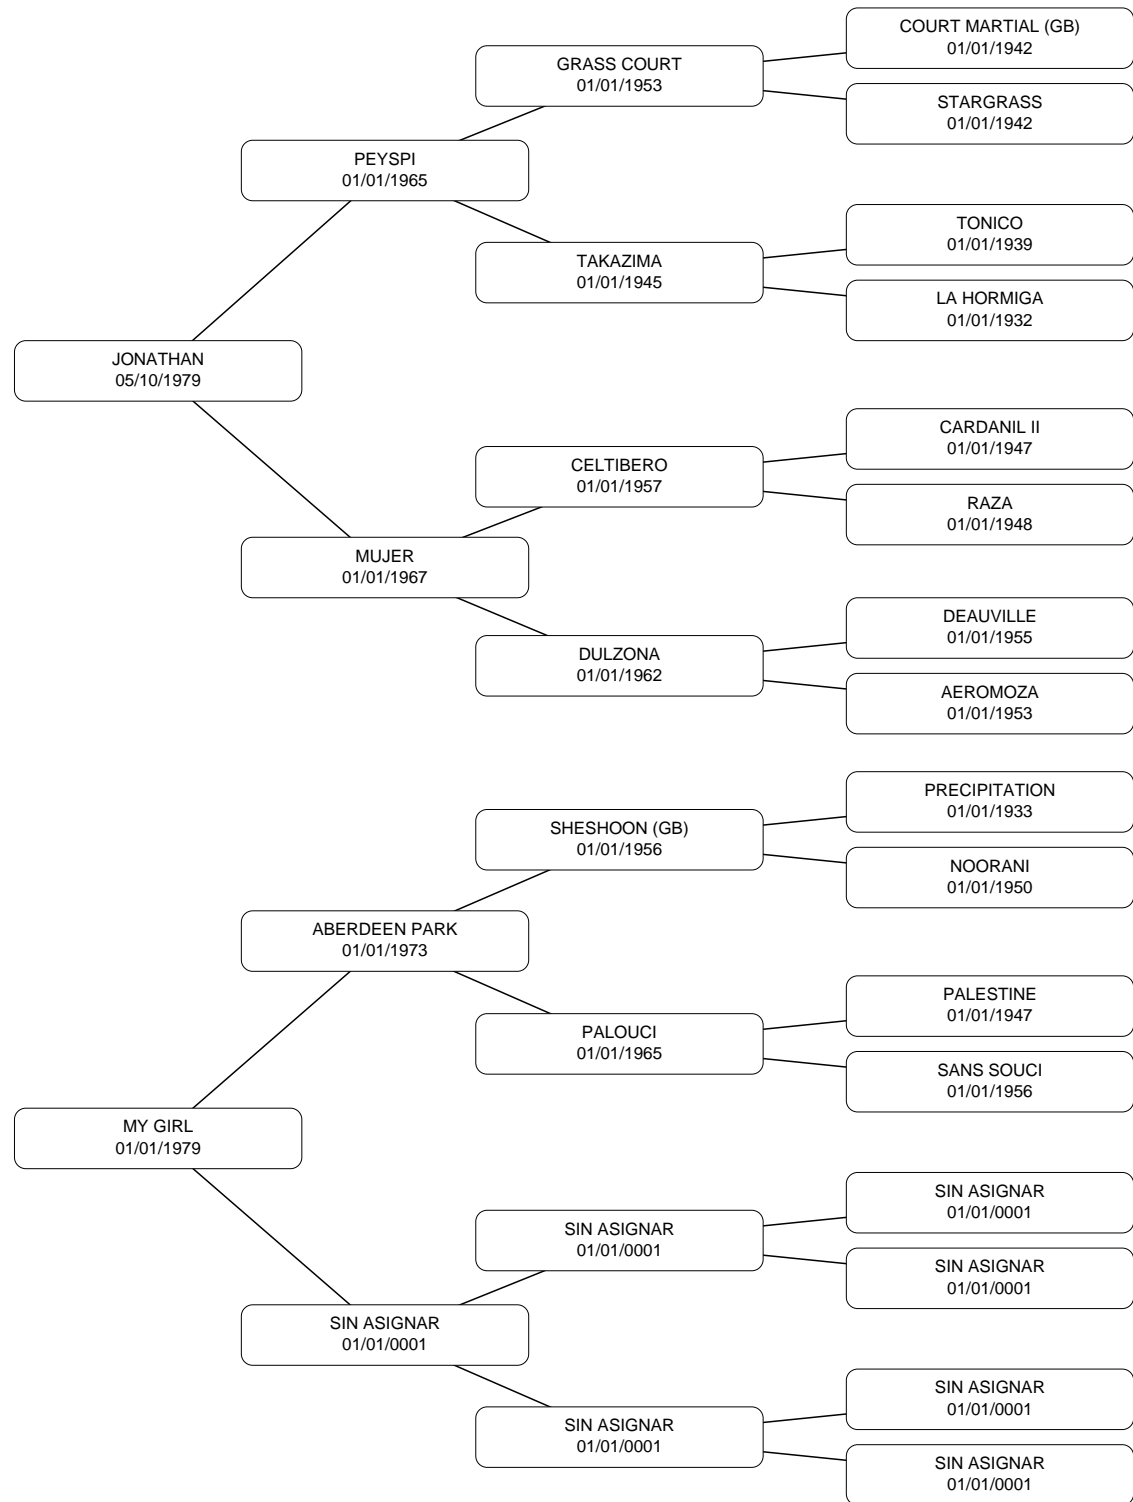 COURT MARTIAL (GB)
01/01/1942
GRASS COURT
01/01/1953
STARGRASS
01/01/1942
PEYSPI
01/01/1965
TONICO
01/01/1939
TAKAZIMA
01/01/1945
LA HORMIGA
01/01/1932
JONATHAN
05/10/1979
CARDANIL II
01/01/1947
CELTIBERO
01/01/1957
RAZA
01/01/1948
MUJER
01/01/1967
DEAUVILLE
01/01/1955
DULZONA
01/01/1962
AEROMOZA
01/01/1953
PRECIPITATION
01/01/1933
SHESHOON (GB)
01/01/1956
NOORANI
01/01/1950
ABERDEEN PARK
01/01/1973
PALESTINE
01/01/1947
PALOUCI
01/01/1965
SANS SOUCI
01/01/1956
MY GIRL
01/01/1979
SIN ASIGNAR
01/01/0001
SIN ASIGNAR
01/01/0001
SIN ASIGNAR
01/01/0001
SIN ASIGNAR
01/01/0001
SIN ASIGNAR
01/01/0001
SIN ASIGNAR
01/01/0001
SIN ASIGNAR
01/01/0001